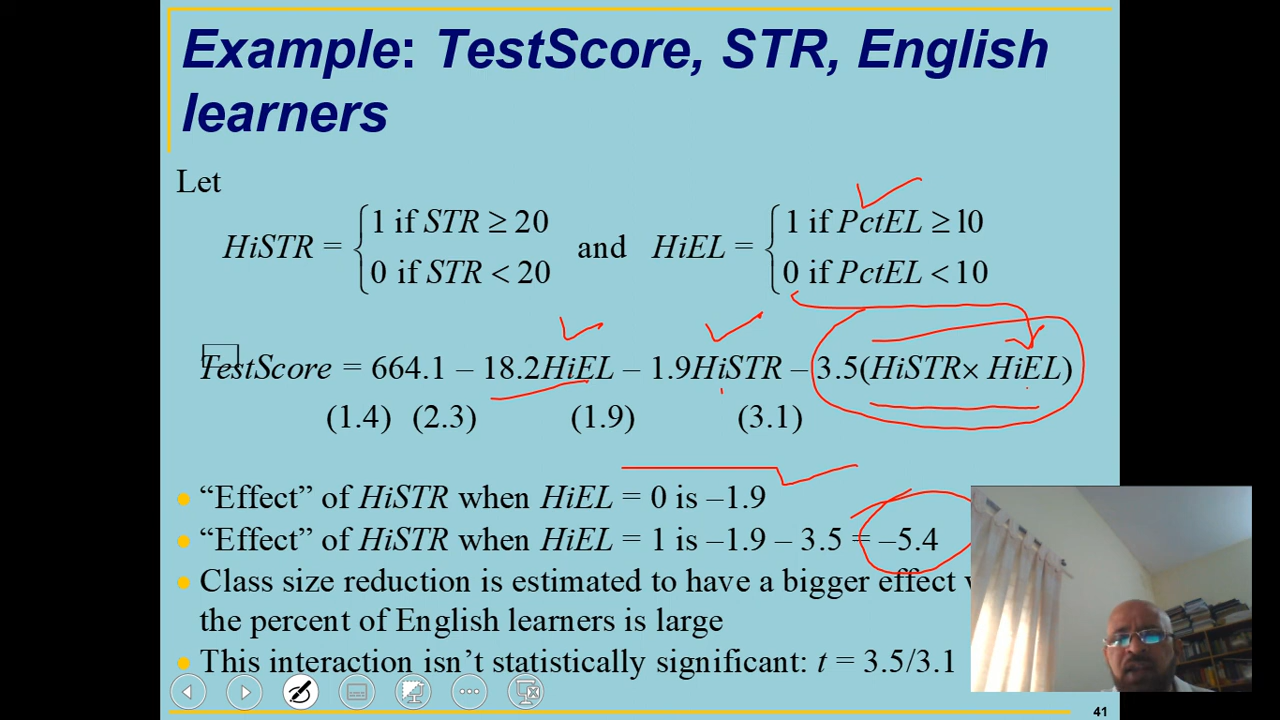 Example: TestScore, STR, English
learners
Let
HiSTR = { 1 if STR ≥ 20
0 if STR < 20
and HiEL = { 1 if PctEL ≥ 10
0 if PctEL < 10
TestScore = 664.1 – 18.2HiEL – 1.9HiSTR – 3.5(HiSTR× HiEL)
(1.4) (2.3) (1.9) (3.1)
“Effect” of HiSTR when HiEL = 0 is –1.9
“Effect” of HiSTR when HiEL = 1 is –1.9 – 3.5 = –5.4
Class size reduction is estimated to have a bigger effect
the percent of English learners is large
This interaction isn’t statistically significant: t = 3.5/3.1
41